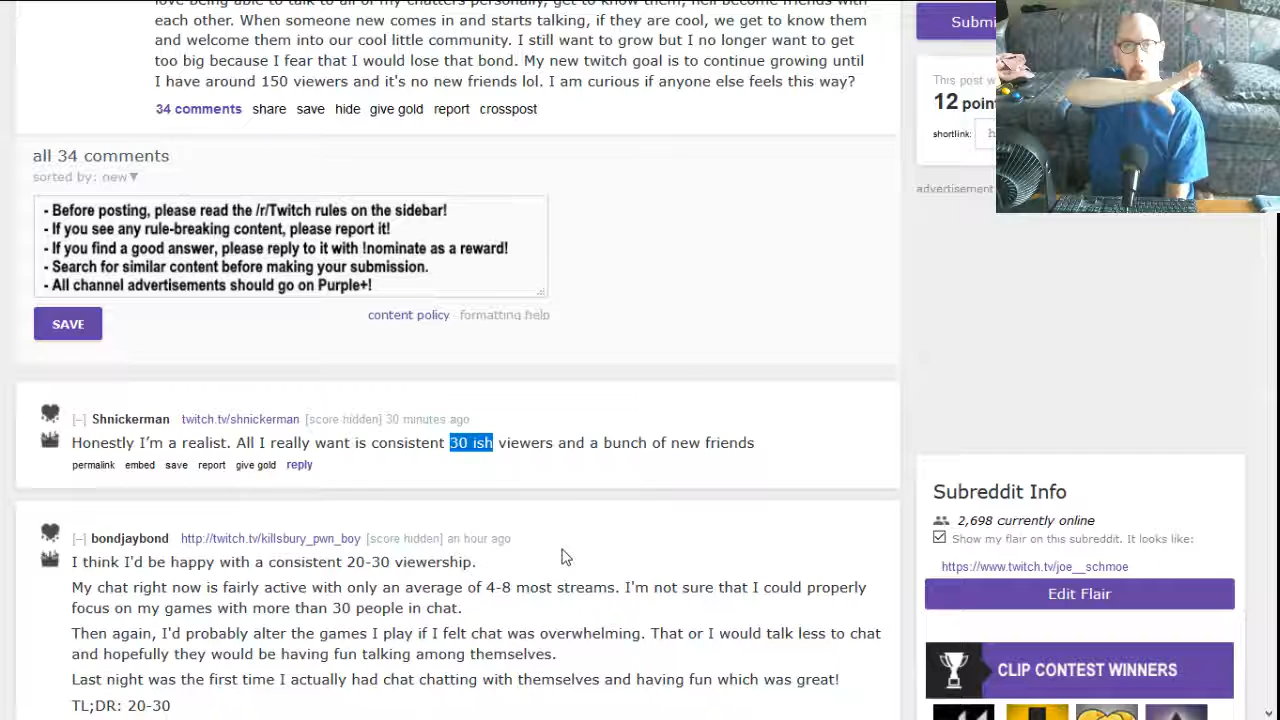 love being able to talk to all of my chatters personally, get to know them, hell become friends with
each other. When someone new comes in and starts talking, if they are cool, we get to know them
and welcome them into our cool little community. I still want to grow but I no longer want to get
too big because I fear that I would lose that bond. My new twitch goal is to continue growing until
I have around 150 viewers and it's no new friends lol. I am curious if anyone else feels this way?
34 comments share save hide give gold report crosspost
Submi
This post w
12 poin
shortlink: h
advertisement
all 34 comments
sorted by: new▼
- Before posting, please read the /r/Twitch rules on the sidebar!
- If you see any rule-breaking content, please report it!
- If you find a good answer, please reply to it with !nominate as a reward!
- Search for similar content before making your submission.
- All channel advertisements should go on Purple+!
SAVE
content policy formatting help
[–] Shnickerman twitch.tv/shnickerman [score hidden] 30 minutes ago
Honestly I'm a realist. All I really want is consistent 30 ish viewers and a bunch of new friends
permalink embed save report give gold reply
[–] bondjaybond http://twitch.tv/killsbury_pwn_boy [score hidden] an hour ago
I think I'd be happy with a consistent 20-30 viewership.
My chat right now is fairly active with only an average of 4-8 most streams. I'm not sure that I could properly
focus on my games with more than 30 people in chat.
Then again, I'd probably alter the games I play if I felt chat was overwhelming. That or I would talk less to chat
and hopefully they would be having fun talking among themselves.
Last night was the first time I actually had chat chatting with themselves and having fun which was great!
TL;DR: 20-30
Subreddit Info
2,698 currently online
Show my flair on this subreddit. It looks like:
https://www.twitch.tv/joe__schmoe
Edit Flair
CLIP CONTEST WINNERS